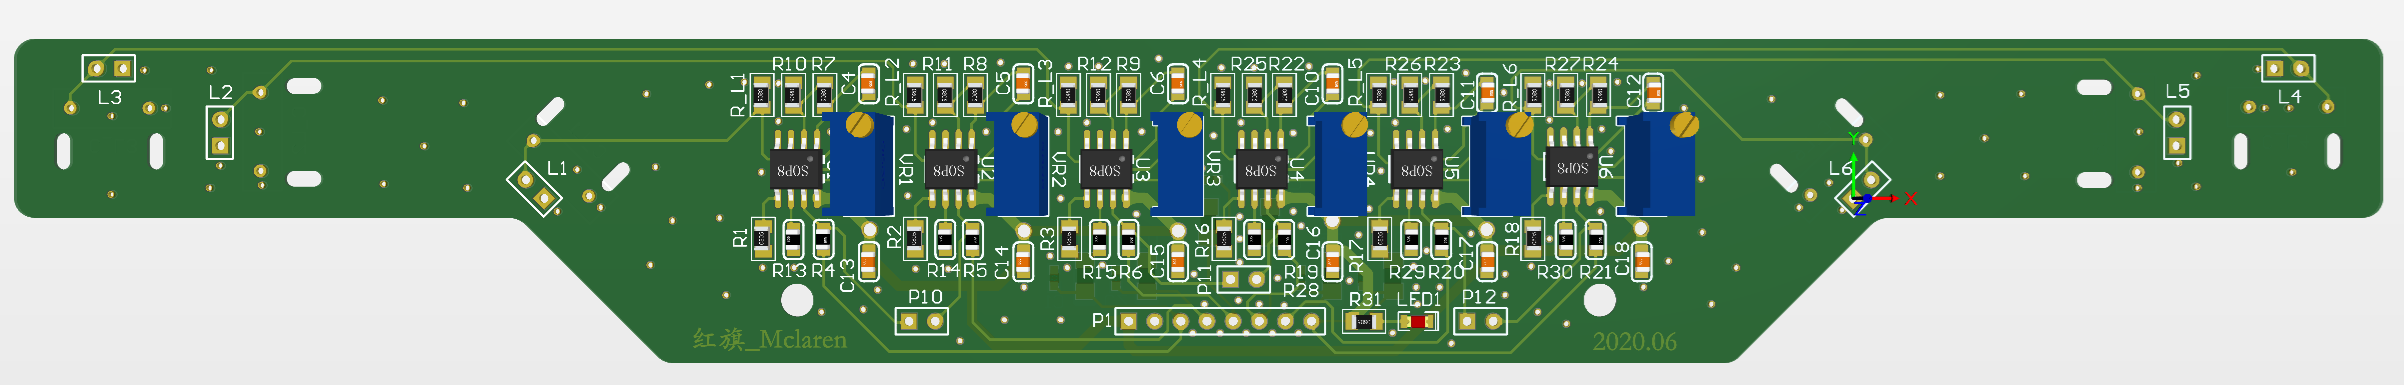 R10 R7 R11 R8 R12 R9 R25 R22 R26 R23 R27 R24
L3 L2 R_L1 C4 R_L2 C5 R_L3 C6 R_L4 C10 R_L5 C11 R_L6 C12 L5 L4
L1 SOP8 VR1 SOP8 U2 VR2 SOP8 U3 VR3 SOP8 U4 SOP8 U5 SOP8 U6 Y L6 X Z
R1 R2 R3 R16 C16 R17 C17 R18 C18
R13 R4 C13 R14 R5 C14 R15 R6 C15 P11 R19 R29 R20 R30 R21
R28
P10 P1 R31 LED1 P12
红旗_Mclaren 2020.06